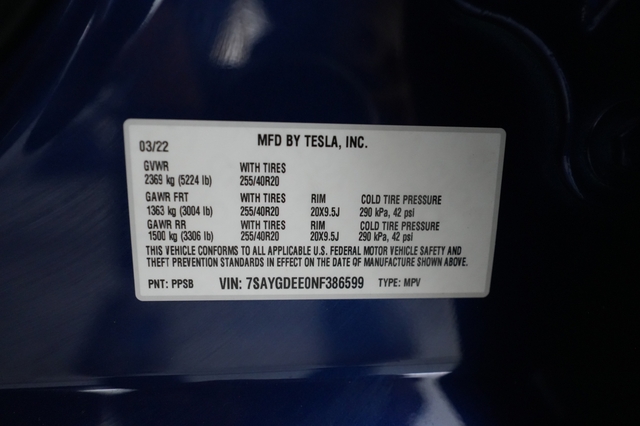 03/22 MFD BY TESLA, INC.
GVWR WITH TIRES
2369 kg (5224 lb) 255/40R20
GAWR FRT WITH TIRES RIM COLD TIRE PRESSURE
1363 kg (3004 lb) 255/40R20 20X9.5J 290 kPa, 42 psi
GAWR RR WITH TIRES RIM COLD TIRE PRESSURE
1500 kg (3306 lb) 255/40R20 20X9.5J 290 kPa, 42 psi
THIS VEHICLE CONFORMS TO ALL APPLICABLE U.S. FEDERAL MOTOR VEHICLE SAFETY AND
THEFT PREVENTION STANDARDS IN EFFECT ON THE DATE OF MANUFACTURE SHOWN ABOVE.
PNT: PPSB VIN: 7SAYGDEE0NF386599 TYPE: MPV